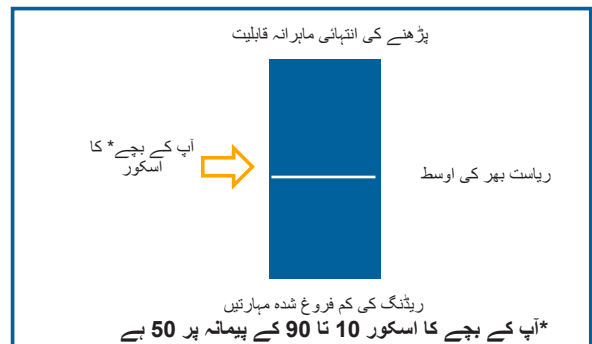 پڑھنے کی انتہائی ماہرانہ قابلیت
آپ کے بچے* کا
اسکور
ریاست بھر کی اوسط
ریڈنگ کی کم فروغ شدہ مہارتیں
*آپ کے بچے کا اسکور 10 تا 90 کے پیمانہ پر 50 ہے